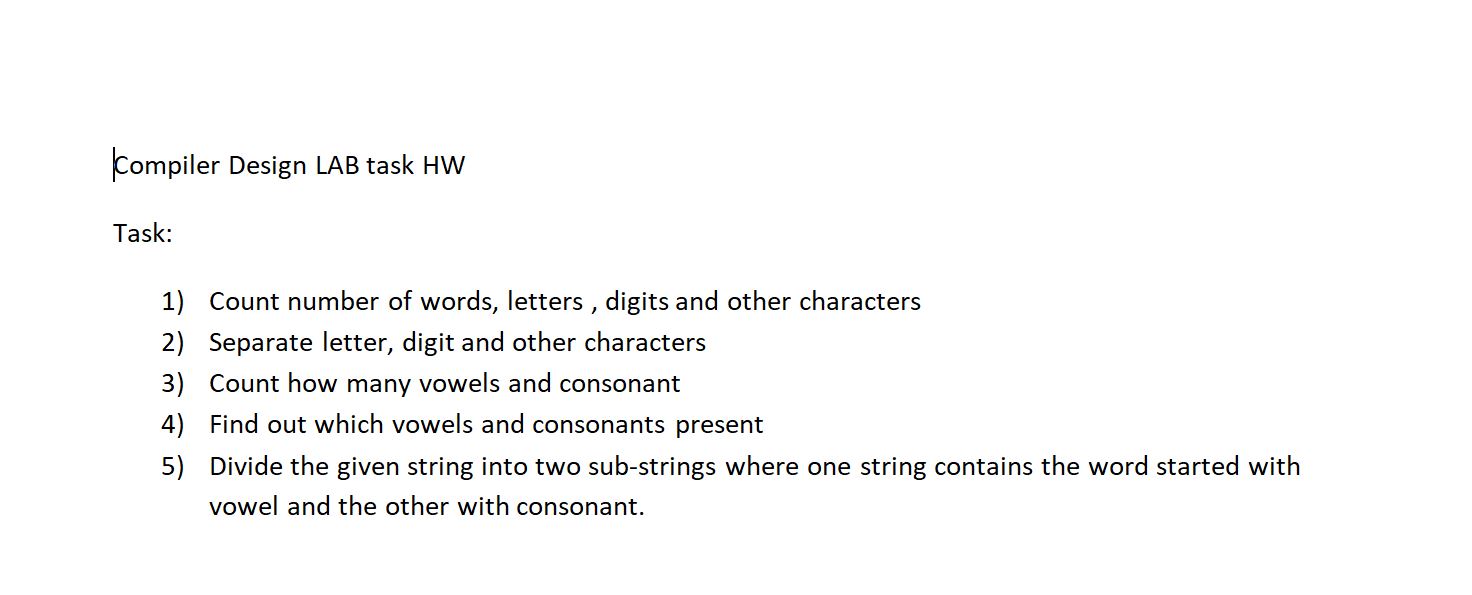 Compiler Design LAB task HW
Task:
1) Count number of words, letters , digits and other characters
2) Separate letter, digit and other characters
3) Count how many vowels and consonant
4) Find out which vowels and consonants present
5) Divide the given string into two sub-strings where one string contains the word started with
vowel and the other with consonant.